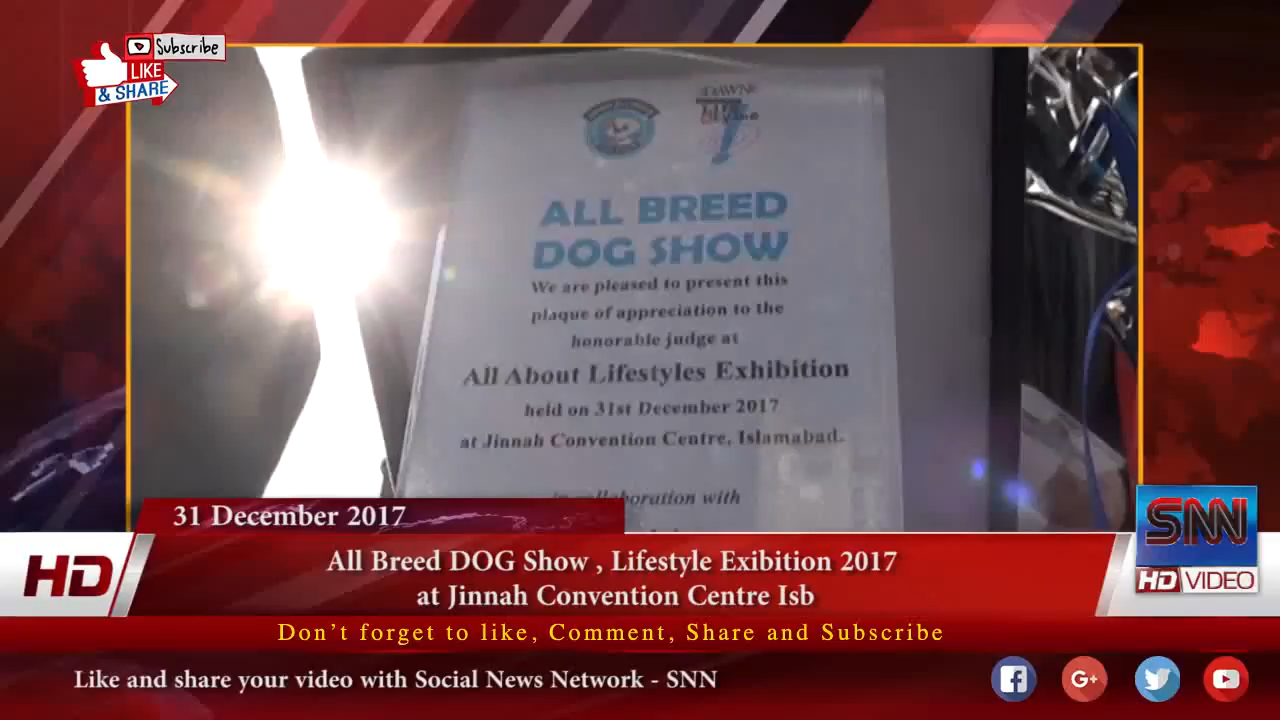 Subscribe
LIKE
& SHARE
ALL BREED
DOG SHOW
We are pleased to present this
plaque of appreciation to the
honorable judge at
All About Lifestyles Exhibition
held on 31st December 2017
at Jinnah Convention Centre, Islamabad.
in collaboration with
31 December 2017
SNN
HD
All Breed DOG Show , Lifestyle Exibition 2017
at Jinnah Convention Centre Isb
HD VIDEO
Don't forget to like, Comment, Share and Subscribe
Like and share your video with Social News Network - SNN
G+